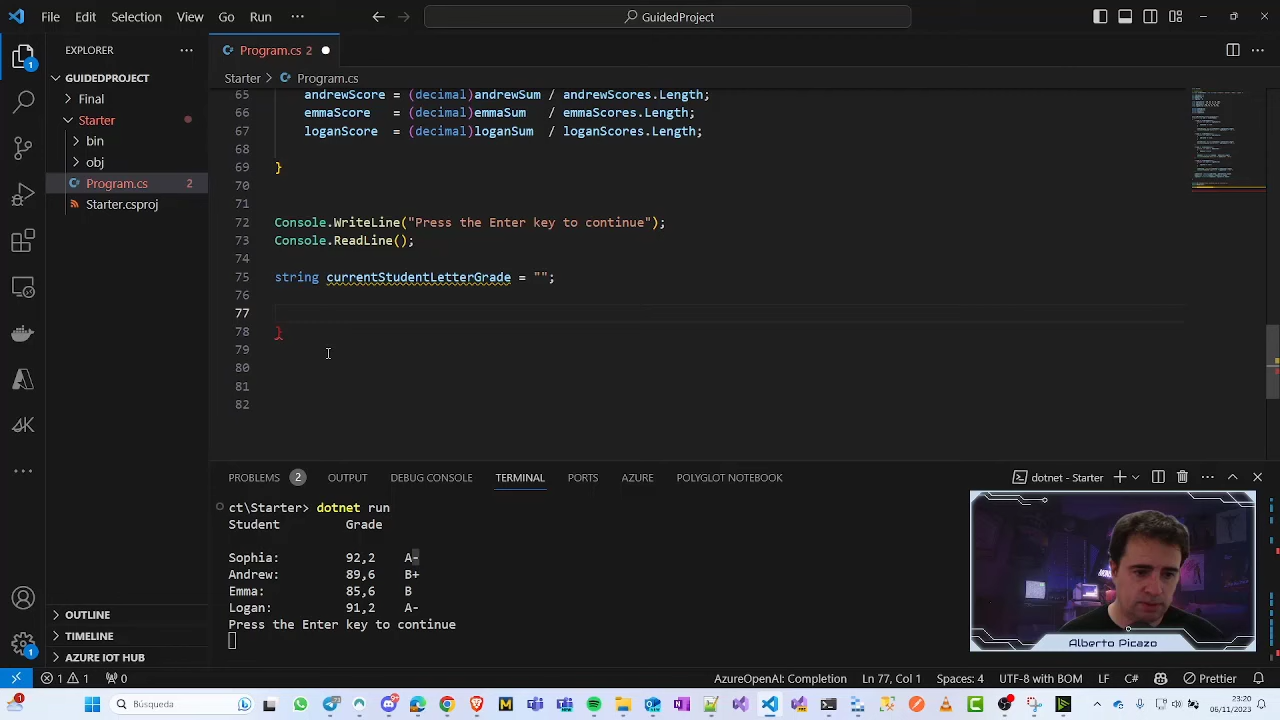 File Edit Selection View Go Run ··· GuidedProject
EXPLORER
GUIDEDPROJECT
Final
Starter
bin
obj
Program.cs 2
Starter.csproj
OUTLINE
TIMELINE
AZURE IOT HUB
Program.cs 2
Starter > Program.cs
65 andrewScore = (decimal)andrewSum / andrewScores.Length;
66 emmaScore = (decimal)emmaSum / emmaScores.Length;
67 loganScore = (decimal)loganSum / loganScores.Length;
68
69 }
70
71
72 Console.WriteLine("Press the Enter key to continue");
73 Console.ReadLine();
74
75 string currentStudentLetterGrade = "";
76
77
78 }
79
80
81
82
PROBLEMS 2 OUTPUT DEBUG CONSOLE TERMINAL PORTS AZURE POLYGLOT NOTEBOOK dotnet - Starter
ct\Starter> dotnet run
Student Grade
Sophia: 92,2 A-
Andrew: 89,6 B+
Emma: 85,6 B
Logan: 91,2 A-
Press the Enter key to continue
Alberto Picazo
1 1 0 AzureOpenAI: Completion Ln 77, Col 1 Spaces: 4 UTF-8 with BOM LF C# Prettier
Búsqueda
23:20
06/11/2023